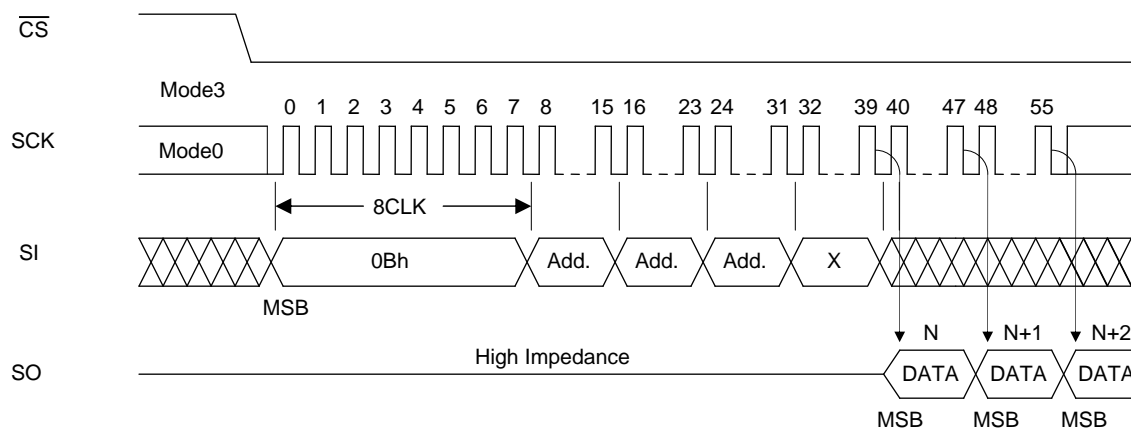 CS
Mode3
0 1 2 3 4 5 6 7 8 15 16 23 24 31 32 39 40 47 48 55
SCK
Mode0
8CLK
SI
0Bh Add. Add. Add. X
MSB
N N+1 N+2
High Impedance
SO
DATA DATA DATA
MSB MSB MSB